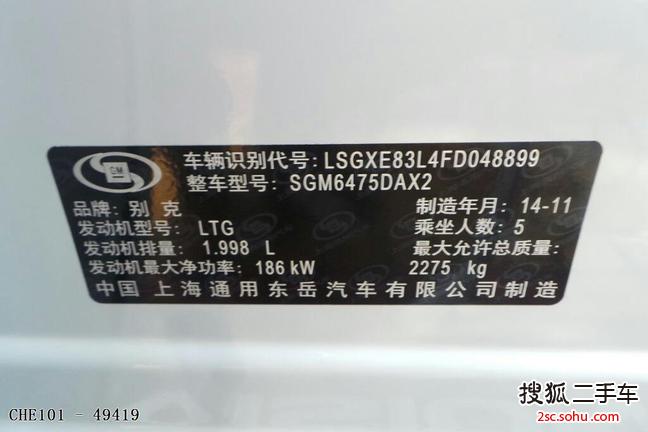 GM
车辆识别代号: LSGXE83L4FD048899
整车型号: SGM6475DAX2
品牌: 别克
制造年月: 14-11
发动机型号: LTG
乘坐人数: 5
发动机排量: 1.998 L
最大允许总质量:
发动机最大净功率: 186 kW
2275 kg
中国 上海通用东岳汽车有限公司制造
CHE101 - 49419
搜狐二手车
2sc.sohu.com